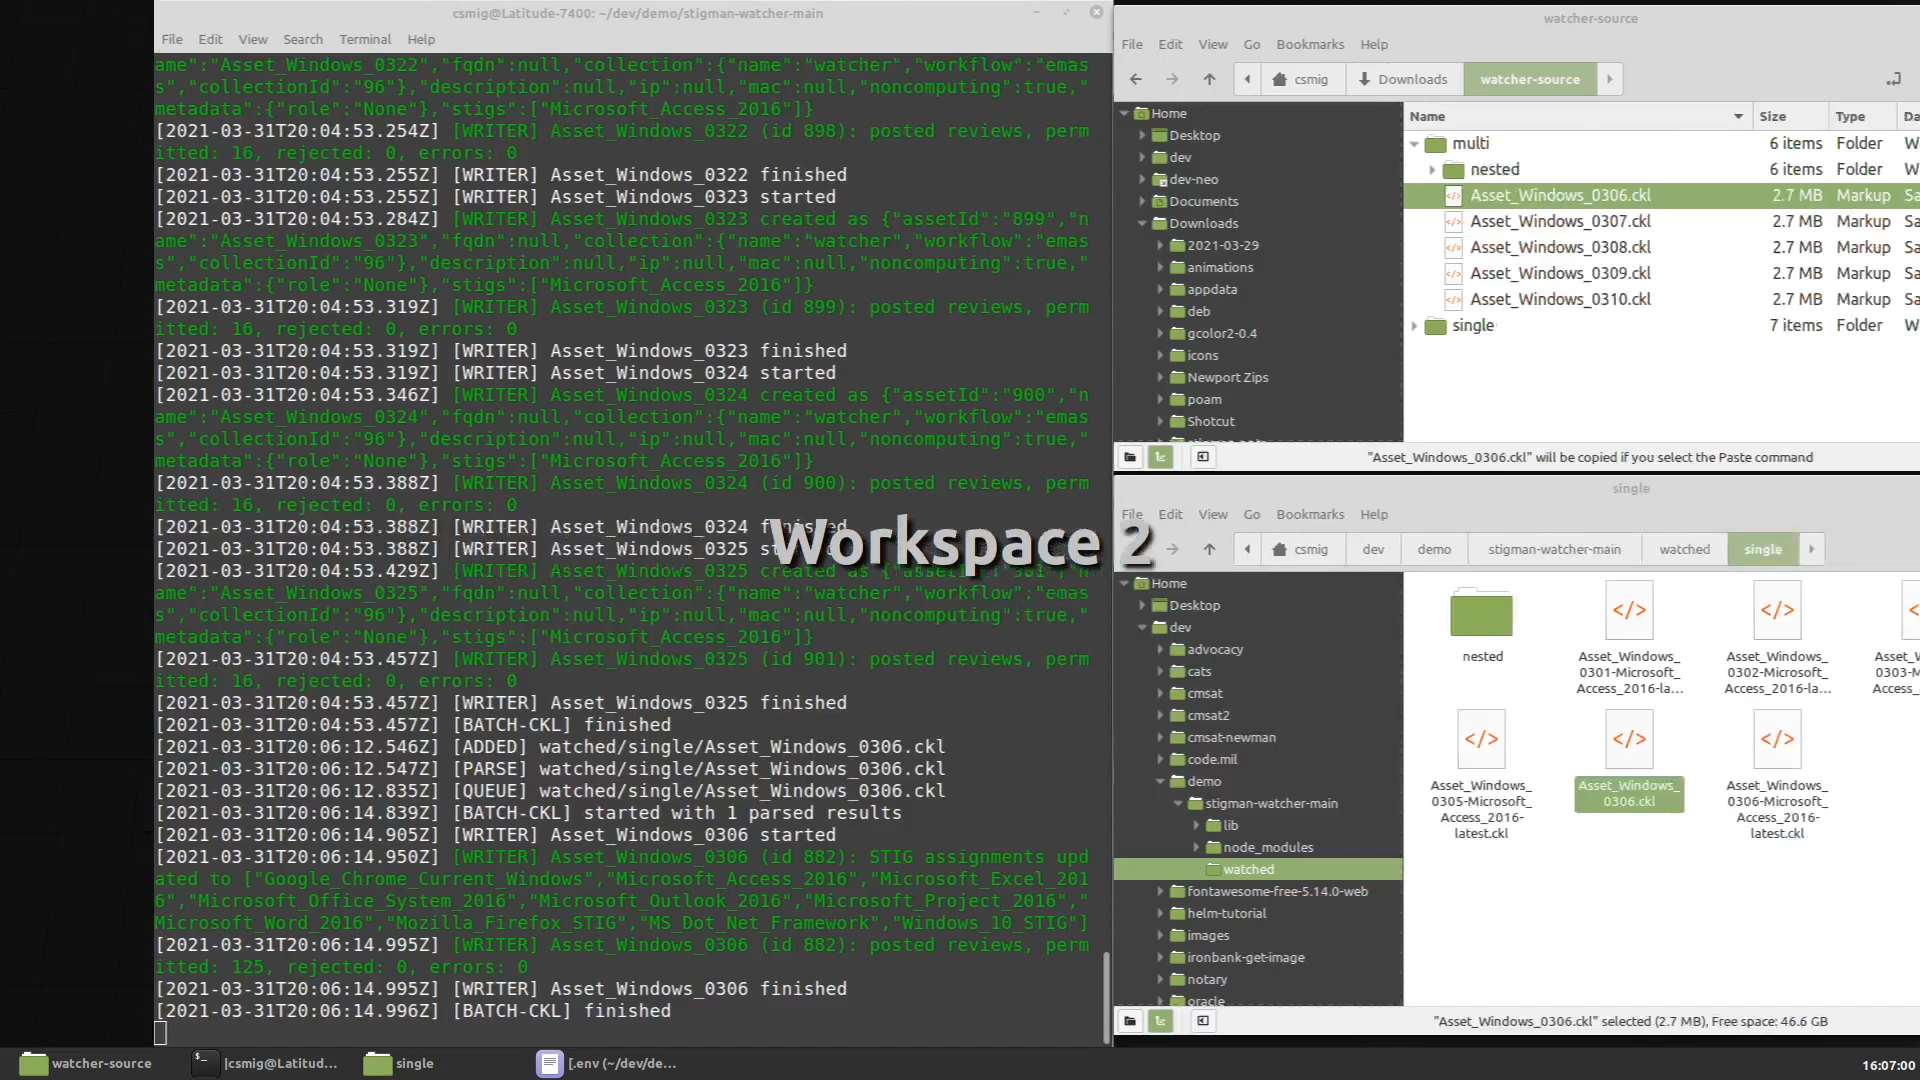 csmig@Latitude-7400: ~/dev/demo/stigman-watcher-main
File Edit View Search Terminal Help
ame":"Asset_Windows_0322","fqdn":null,"collection":{"name":"watcher","workflow":"emas
s","collectionId":"96"},"description":null,"ip":null,"mac":null,"noncomputing":true,"
metadata":{"role":"None"},"stigs":["Microsoft_Access_2016"]}
[2021-03-31T20:04:53.254Z] [WRITER] Asset_Windows_0322 (id 898): posted reviews, perm
itted: 16, rejected: 0, errors: 0
[2021-03-31T20:04:53.255Z] [WRITER] Asset_Windows_0322 finished
[2021-03-31T20:04:53.255Z] [WRITER] Asset_Windows_0323 started
[2021-03-31T20:04:53.284Z] [WRITER] Asset_Windows_0323 created as {"assetId":"899","n
ame":"Asset_Windows_0323","fqdn":null,"collection":{"name":"watcher","workflow":"emas
s","collectionId":"96"},"description":null,"ip":null,"mac":null,"noncomputing":true,"
metadata":{"role":"None"},"stigs":["Microsoft_Access_2016"]}
[2021-03-31T20:04:53.319Z] [WRITER] Asset_Windows_0323 (id 899): posted reviews, perm
itted: 16, rejected: 0, errors: 0
[2021-03-31T20:04:53.319Z] [WRITER] Asset_Windows_0323 finished
[2021-03-31T20:04:53.319Z] [WRITER] Asset_Windows_0324 started
[2021-03-31T20:04:53.346Z] [WRITER] Asset_Windows_0324 created as {"assetId":"900","n
ame":"Asset_Windows_0324","fqdn":null,"collection":{"name":"watcher","workflow":"emas
s","collectionId":"96"},"description":null,"ip":null,"mac":null,"noncomputing":true,"
metadata":{"role":"None"},"stigs":["Microsoft_Access_2016"]}
[2021-03-31T20:04:53.388Z] [WRITER] Asset_Windows_0324 (id 900): posted reviews, perm
itted: 16, rejected: 0, errors: 0
[2021-03-31T20:04:53.388Z] [WRITER] Asset_Windows_0324 finished
[2021-03-31T20:04:53.388Z] [WRITER] Asset_Windows_0325
[2021-03-31T20:04:53.429Z] [WRITER] Asset_Windows_0325 created as
ame":"Asset_Windows_0325","fqdn":null,"collection":{"name":"watcher","workflow":"emas
s","collectionId":"96"},"description":null,"ip":null,"mac":null,"noncomputing":true,"
metadata":{"role":"None"},"stigs":["Microsoft_Access_2016"]}
[2021-03-31T20:04:53.457Z] [WRITER] Asset_Windows_0325 (id 901): posted reviews, perm
itted: 16, rejected: 0, errors: 0
[2021-03-31T20:04:53.457Z] [WRITER] Asset_Windows_0325 finished
[2021-03-31T20:04:53.457Z] [BATCH-CKL] finished
[2021-03-31T20:06:12.546Z] [ADDED] watched/single/Asset_Windows_0306.ckl
[2021-03-31T20:06:12.547Z] [PARSE] watched/single/Asset_Windows_0306.ckl
[2021-03-31T20:06:12.835Z] [QUEUE] watched/single/Asset_Windows_0306.ckl
[2021-03-31T20:06:14.839Z] [BATCH-CKL] started with 1 parsed results
[2021-03-31T20:06:14.905Z] [WRITER] Asset_Windows_0306 started
[2021-03-31T20:06:14.950Z] [WRITER] Asset_Windows_0306 (id 882): STIG assignments upd
ated to ["Google_Chrome_Current_Windows","Microsoft_Access_2016","Microsoft_Excel_201
6","Microsoft_Office_System_2016","Microsoft_Outlook_2016","Microsoft_Project_2016","
Microsoft_Word_2016","Mozilla_Firefox_STIG","MS_Dot_Net_Framework","Windows_10_STIG"]
[2021-03-31T20:06:14.995Z] [WRITER] Asset_Windows_0306 (id 882): posted reviews, perm
itted: 125, rejected: 0, errors: 0
[2021-03-31T20:06:14.995Z] [WRITER] Asset_Windows_0306 finished
[2021-03-31T20:06:14.996Z] [BATCH-CKL] finished
Workspace 2
watcher-source
File Edit View Go Bookmarks Help
csmig Downloads watcher-source
Home
Desktop
dev
dev-neo
Documents
Downloads
2021-03-29
animations
appdata
deb
gcolor2-0.4
icons
Newport Zips
poam
Shotcut
Name Size Type Da
multi 6 items Folder W
nested 6 items Folder W
Asset_Windows_0306.ckl 2.7 MB Markup Sa
Asset_Windows_0307.ckl 2.7 MB Markup Sa
Asset_Windows_0308.ckl 2.7 MB Markup Sa
Asset_Windows_0309.ckl 2.7 MB Markup Sa
Asset_Windows_0310.ckl 2.7 MB Markup Sa
single 7 items Folder W
"Asset_Windows_0306.ckl" will be copied if you select the Paste command
single
File Edit View Go Bookmarks Help
csmig dev demo stigman-watcher-main watched single
Home
Desktop
dev
advocacy
cats
cmsat
cmsat2
cmsat-newman
code.mil
demo
stigman-watcher-main
lib
node_modules
watched
fontawesome-free-5.14.0-web
helm-tutorial
images
ironbank-get-image
notary
oracle
nested
Asset_Windows_
0301-Microsoft_
Access_2016-la...
Asset_Windows_
0302-Microsoft_
Access_2016-la...
Asset_W
0303-M
Access_
Asset_Windows_
0305-Microsoft_
Access_2016-
latest.ckl
Asset_Windows_
0306.ckl
Asset_Windows_
0306-Microsoft_
Access_2016-
latest.ckl
"Asset_Windows_0306.ckl" selected (2.7 MB), Free space: 46.6 GB
watcher-source
|csmig@Latitud...
single
[.env (~/dev/de...
16:07:00